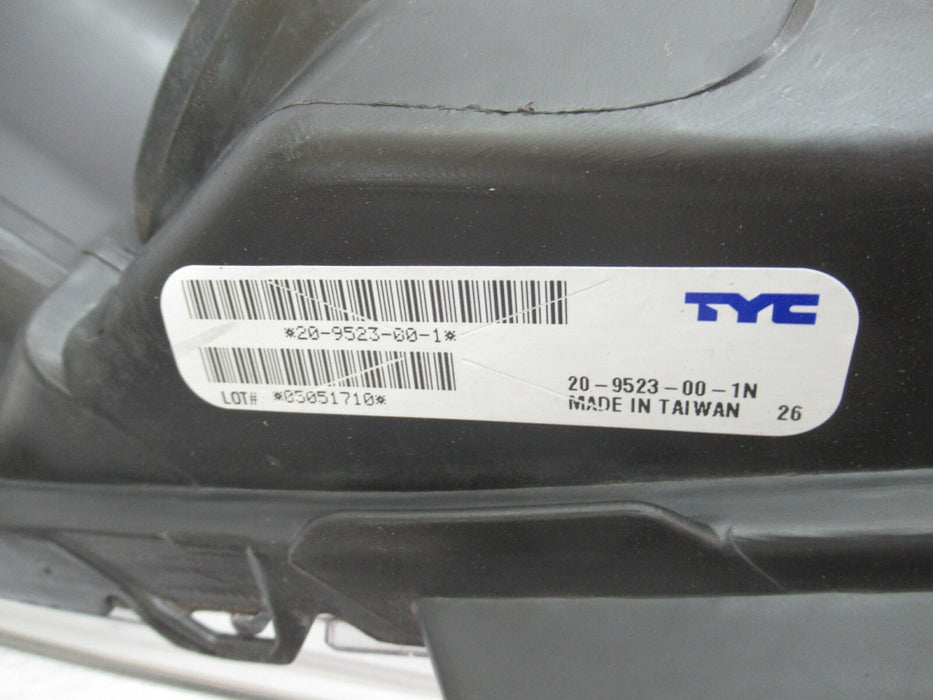 *20-9523-00-1*
TYC
LOT# *05051710*
20-9523-00-1N
MADE IN TAIWAN 26